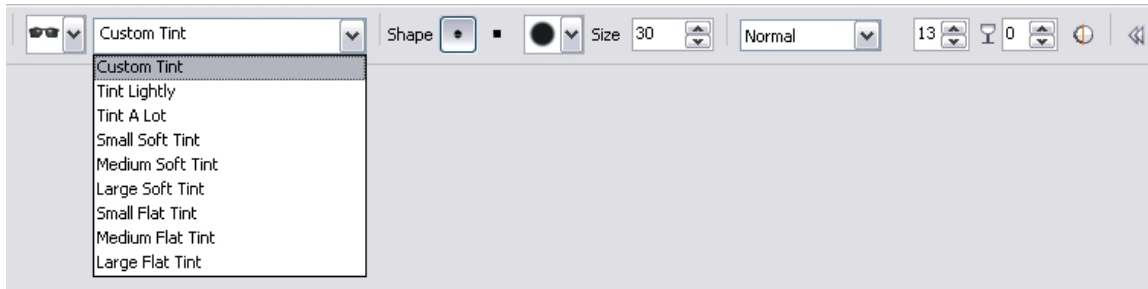 Custom Tint Shape Size 30 Normal 13 0
Custom Tint
Tint Lightly
Tint A Lot
Small Soft Tint
Medium Soft Tint
Large Soft Tint
Small Flat Tint
Medium Flat Tint
Large Flat Tint